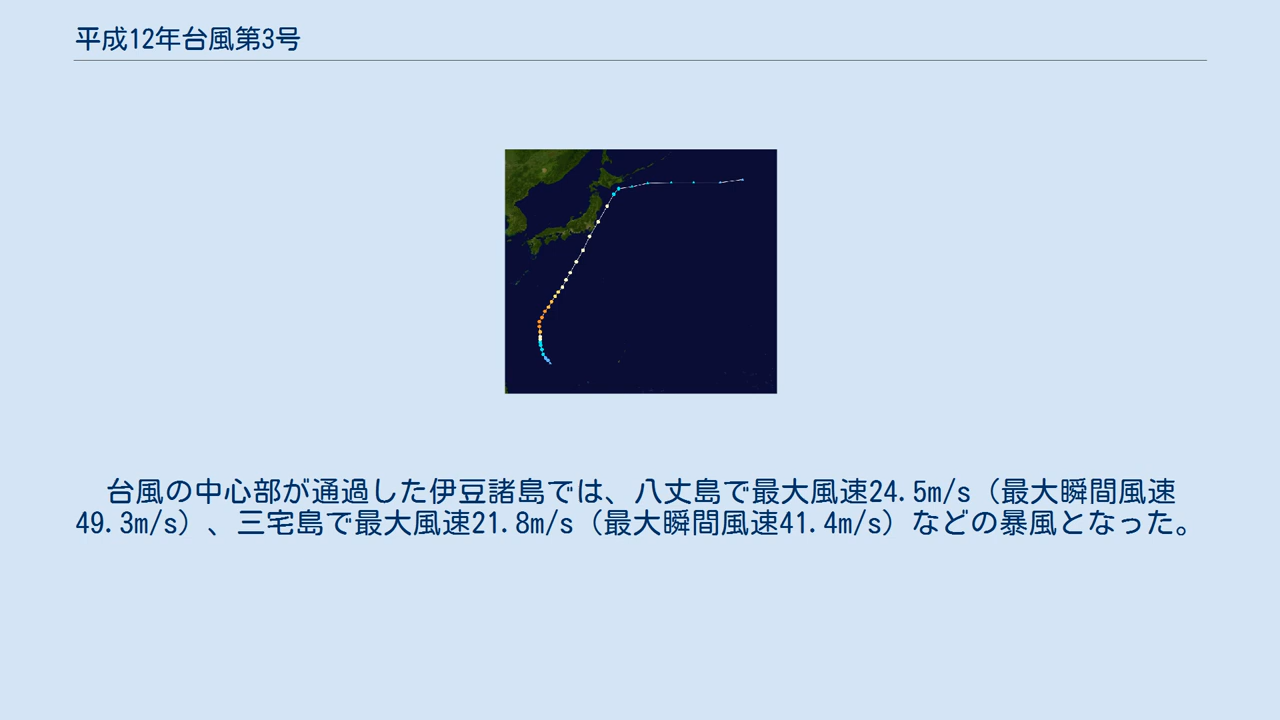 平成12年台風第3号
台風の中心部が通過した伊豆諸島では、八丈島で最大風速24.5m/s（最大瞬間風速
49.3m/s）、三宅島で最大風速21.8m/s（最大瞬間風速41.4m/s）などの暴風となった。